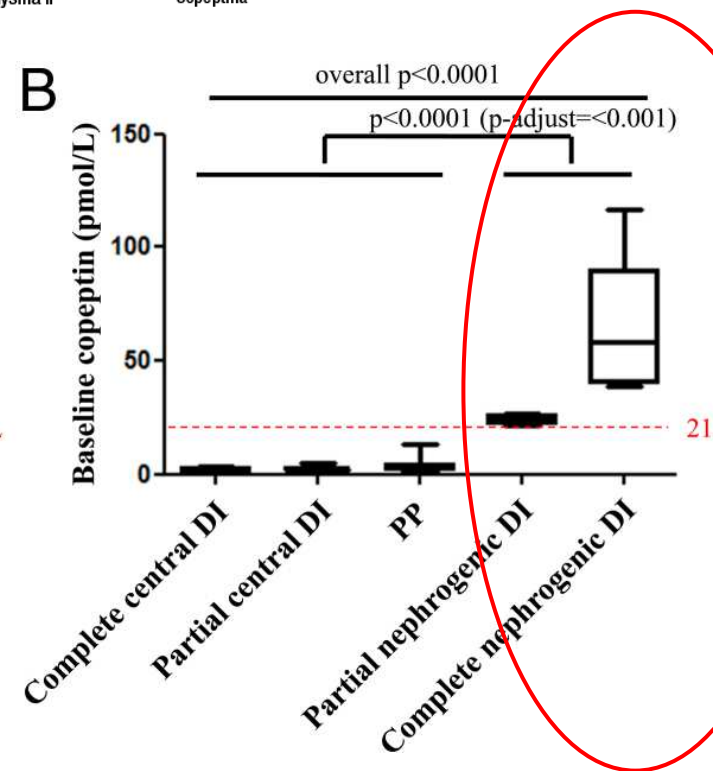 B
overall p<0.0001
p<0.0001 (p-adjust=<0.001)
Baseline copeptin (pmol/L)
150
100
50
0
21
Complete central DI
Partial central DI
PP
Partial nephrogenic DI
Complete nephrogenic DI